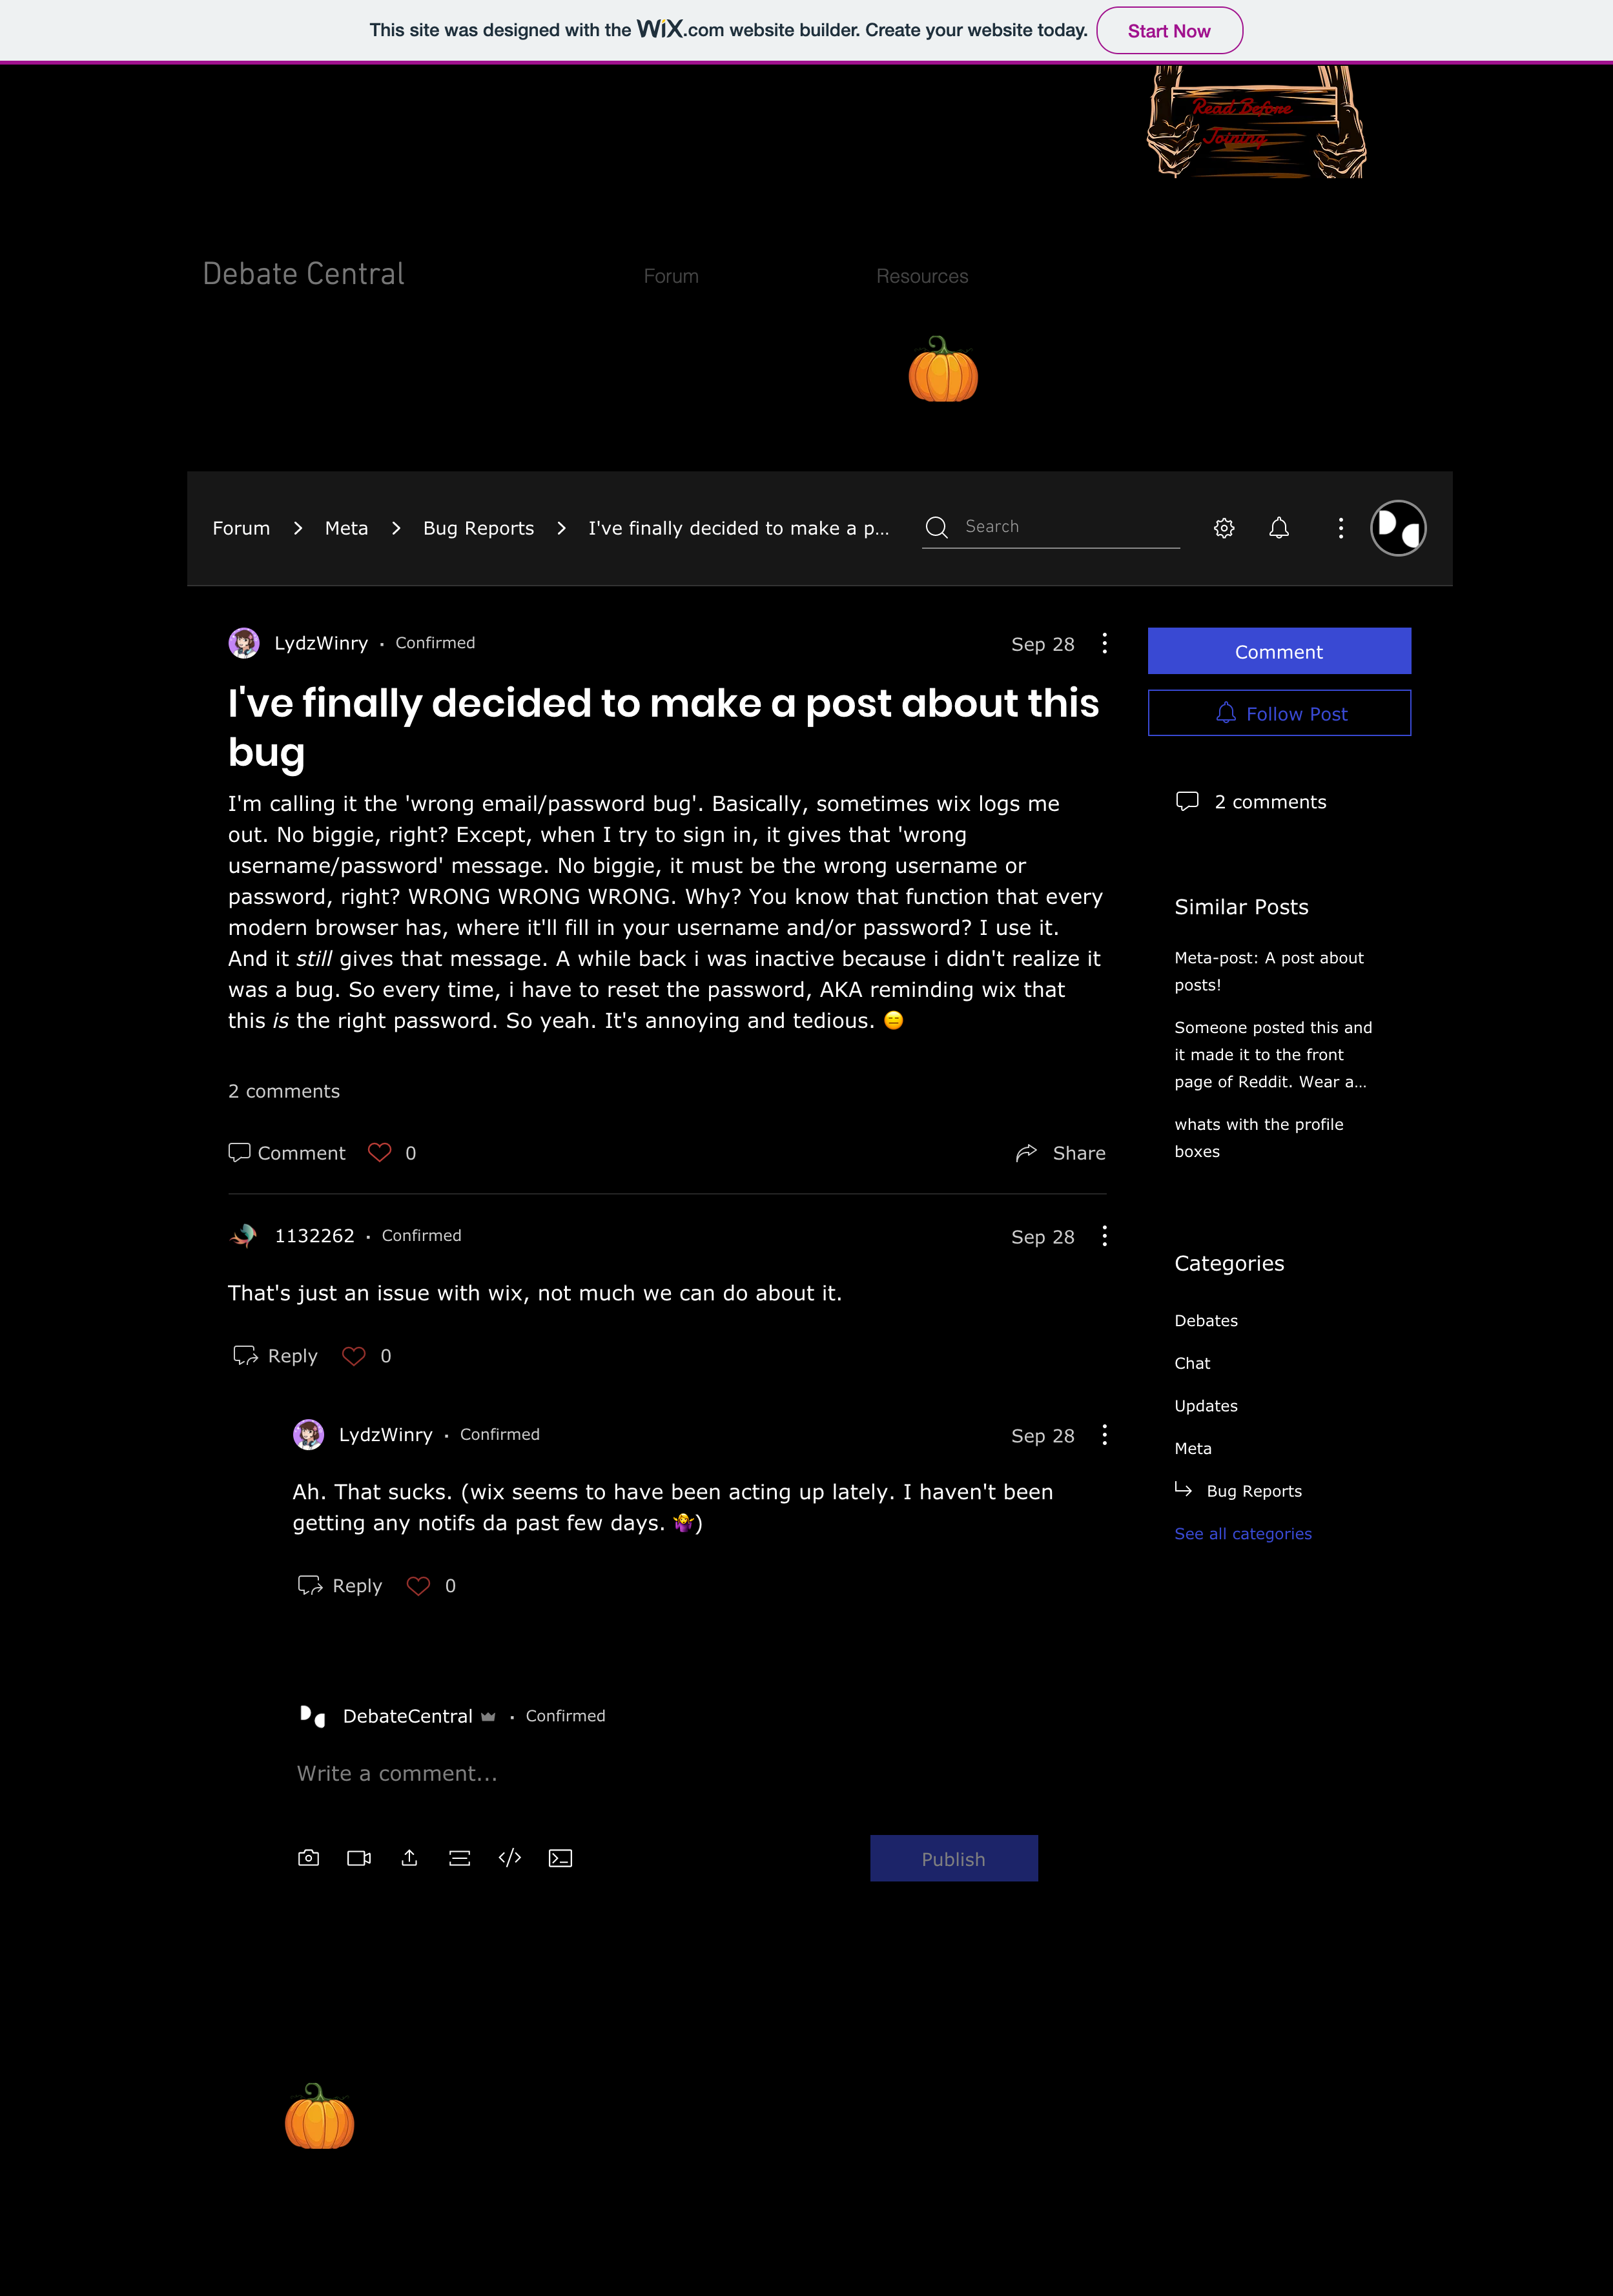 This site was designed with the WiX.com website builder. Create your website today.
Start Now
Read Before
Joining
Debate Central
Forum
Resources
Forum
Meta
Bug Reports
I've finally decided to make a p...
Search
LydzWinry
Confirmed
Sep 28
I've finally decided to make a post about this
bug
I'm calling it the 'wrong email/password bug'. Basically, sometimes wix logs me
out. No biggie, right? Except, when I try to sign in, it gives that 'wrong
username/password' message. No biggie, it must be the wrong username or
password, right? WRONG WRONG WRONG. Why? You know that function that every
modern browser has, where it'll fill in your username and/or password? I use it.
And it still gives that message. A while back i was inactive because i didn't realize it
was a bug. So every time, i have to reset the password, AKA reminding wix that
this is the right password. So yeah. It's annoying and tedious. 😑
2 comments
Comment
0
Share
1132262
Confirmed
Sep 28
That's just an issue with wix, not much we can do about it.
Reply
0
LydzWinry
Confirmed
Sep 28
Ah. That sucks. (wix seems to have been acting up lately. I haven't been
getting any notifs da past few days. 🤷‍♀️)
Reply
0
DebateCentral
Confirmed
Write a comment...
Publish
Comment
Follow Post
2 comments
Similar Posts
Meta-post: A post about
posts!
Someone posted this and
it made it to the front
page of Reddit. Wear a...
whats with the profile
boxes
Categories
Debates
Chat
Updates
Meta
Bug Reports
See all categories